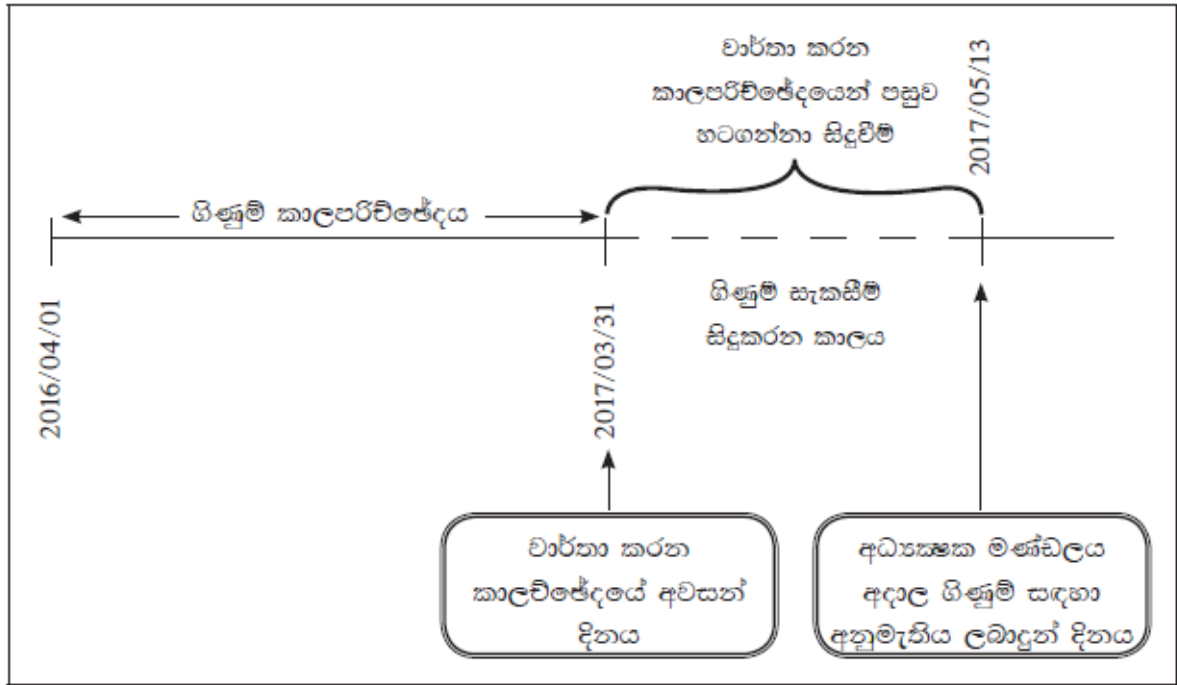 වාර්තා කරන
කාලපරිච්ඡේදයෙන් පසුව
හටගන්නා සිදුවීම්
2017/05/13
ගිණුම් කාලපරිච්ඡේදය
ගිණුම් සැකසීම්
සිදුකරන කාලය
2016/04/01
2017/03/31
වාර්තා කරන
කාලච්ඡේදයේ අවසන්
දිනය
අධ්‍යක්ෂක මණ්ඩලය
අදාල ගිණුම් සඳහා
අනුමැතිය ලබාදුන් දිනය